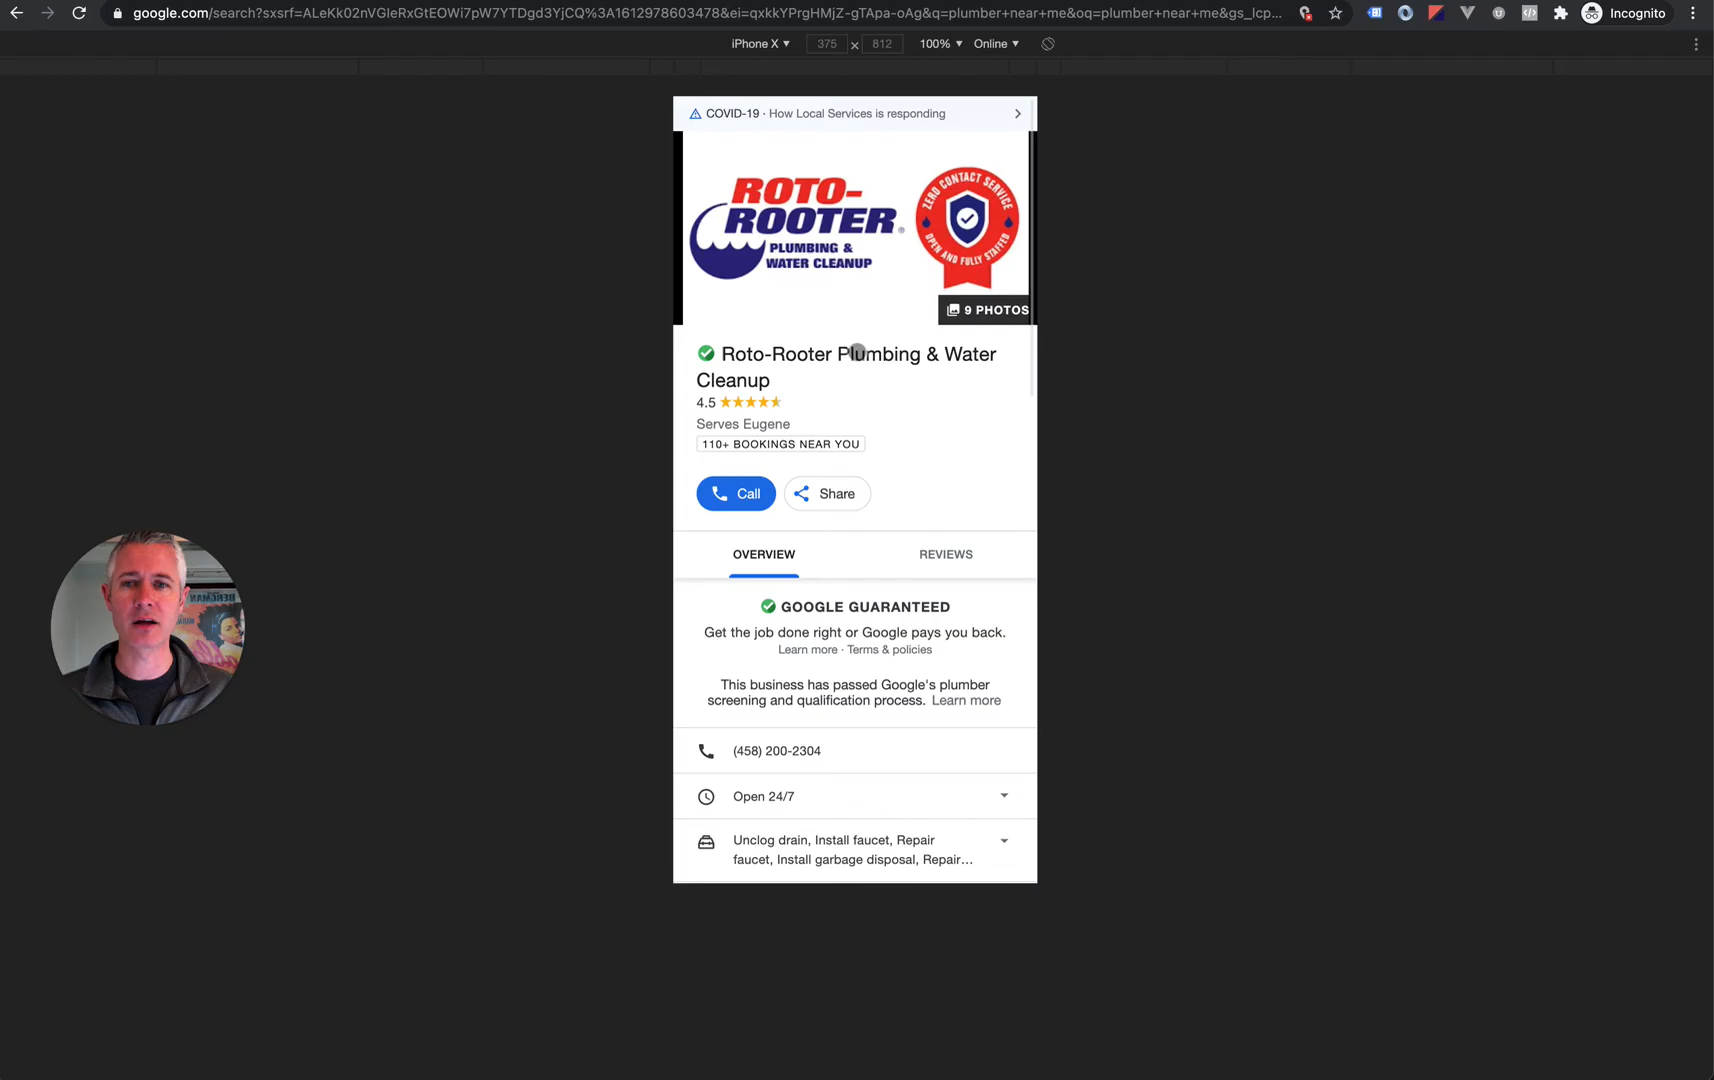 google.com/search?sxsrf=ALeKk02nVGIeRxGtEOWi7pW7YTDgd3YjCQ%3A1612978603478&ei=qxkkYPrgHMjZ-gTApa-oAg&q=plumber+near+me&oq=plumber+near+me&gs_lcp...
Incognito
iPhone X
375 x 812
100%
Online
COVID-19 · How Local Services is responding
ROTO-
ROOTER®
PLUMBING &
WATER CLEANUP
ZERO CONTACT SERVICE
OPEN AND FULLY STAFFED
9 PHOTOS
Roto-Rooter Plumbing & Water
Cleanup
4.5
Serves Eugene
110+ BOOKINGS NEAR YOU
Call
Share
OVERVIEW
REVIEWS
GOOGLE GUARANTEED
Get the job done right or Google pays you back.
Learn more · Terms & policies
This business has passed Google's plumber
screening and qualification process. Learn more
(458) 200-2304
Open 24/7
Unclog drain, Install faucet, Repair
faucet, Install garbage disposal, Repair...
BERGMAN